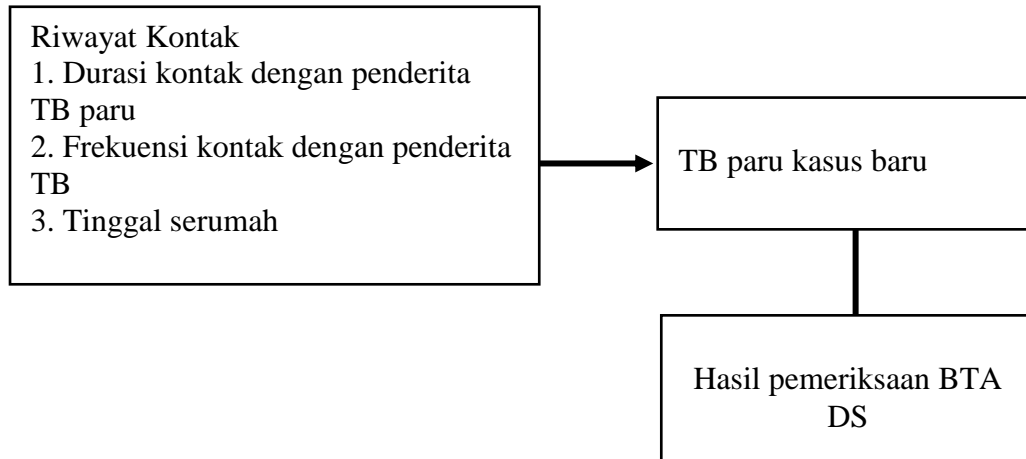 Riwayat Kontak
1. Durasi kontak dengan penderita
TB paru
2. Frekuensi kontak dengan penderita
TB
3. Tinggal serumah
TB paru kasus baru
Hasil pemeriksaan BTA
DS